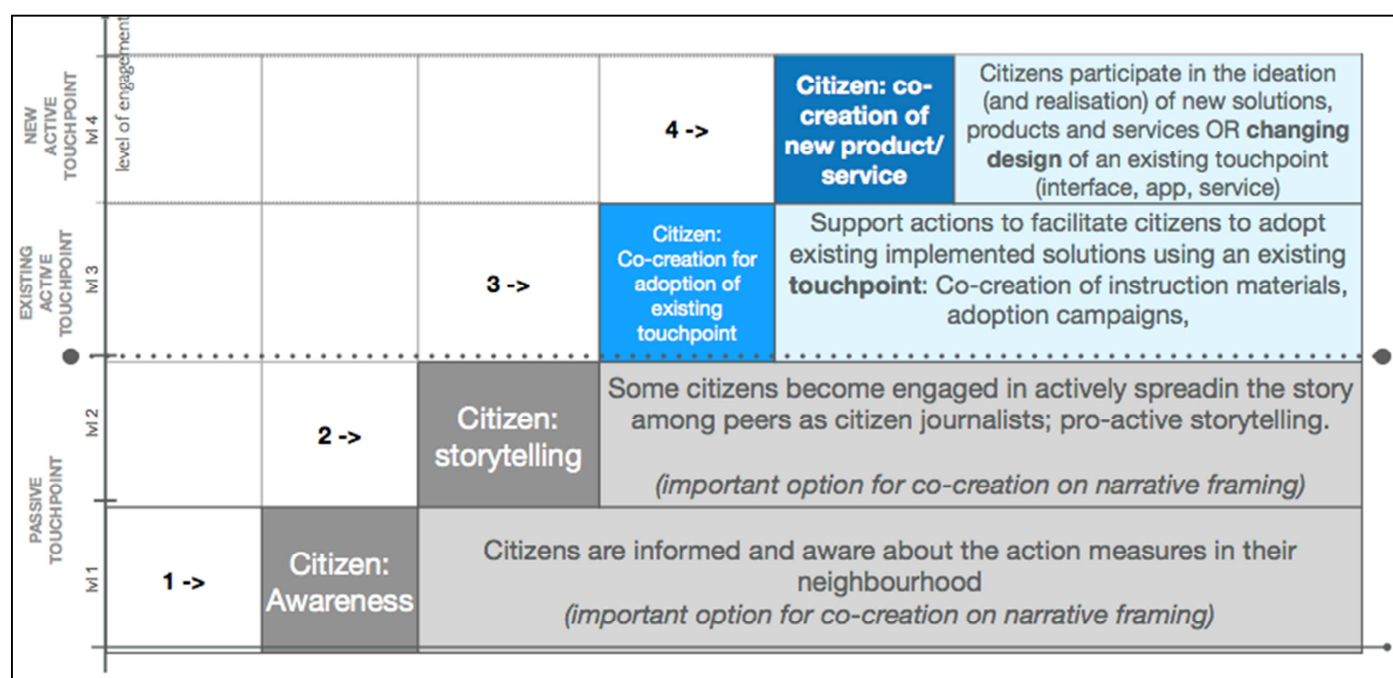 level of engagement
NEW
ACTIVE
TOUCHPOINT
M4
4 ->
Citizen: co-
creation of
new product/
service
Citizens participate in the ideation
(and realisation) of new solutions,
products and services OR changing
design of an existing touchpoint
(interface, app, service)
EXISTING
ACTIVE
TOUCHPOINT
M3
3 ->
Citizen:
Co-creation for
adoption of
existing
touchpoint
Support actions to facilitate citizens to adopt
existing implemented solutions using an existing
touchpoint: Co-creation of instruction materials,
adoption campaigns,
PASSIVE
TOUCHPOINT
M2
2 ->
Citizen:
storytelling
Some citizens become engaged in actively spreadin the story
among peers as citizen journalists; pro-active storytelling.
(important option for co-creation on narrative framing)
M1
1 ->
Citizen:
Awareness
Citizens are informed and aware about the action measures in their
neighbourhood
(important option for co-creation on narrative framing)